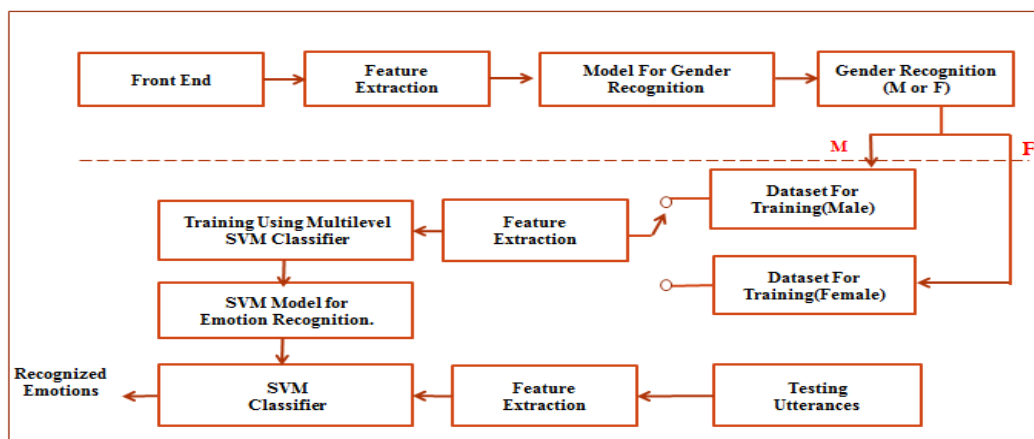 Front End
Feature
Extraction
Model For Gender
Recognition
Gender Recognition
(M or F)
M
F
Dataset For
Training(Male)
Training Using Multilevel
SVM Classifier
Feature
Extraction
Dataset For
Training(Female)
SVM Model for
Emotion Recognition.
Recognized
Emotions
SVM
Classifier
Feature
Extraction
Testing
Utterances